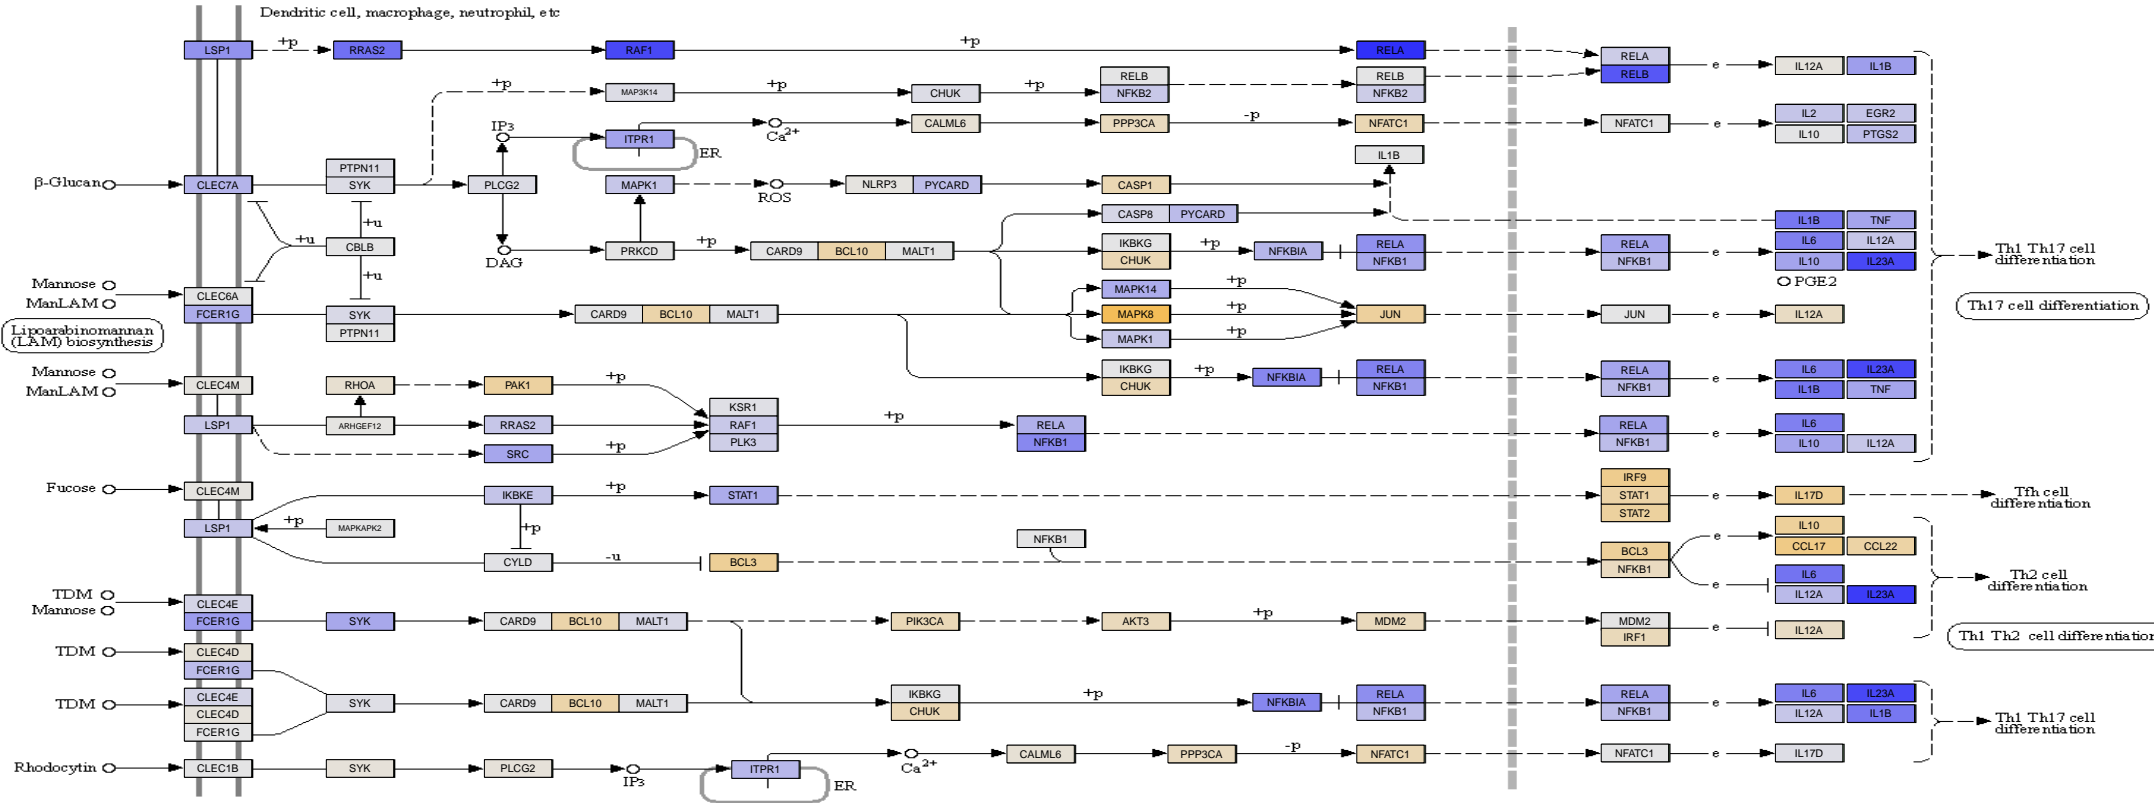 Dendritic cell, macrophage, neutrophil, etc
LSP1 +p RRAS2 RAF1 +p RELA RELA
RELB e IL12A IL1B
+p MAP3K14 +p CHUK +p RELB RELB
NFKB2 NFKB2
IP3 ITPR1 Ca2+ CALML6 PPP3CA -p NFATC1 NFATC1 e IL2 EGR2
IL10 PTGS2
ER
IL1B
β-Glucan CLEC7A PTPN11
SYK PLCG2 MAPK1 ROS NLRP3 PYCARD CASP1
CASP8 PYCARD IL1B TNF
+u +u CBLB DAG PRKCD +p CARD9 BCL10 MALT1 IKBKG +p NFKBIA RELA RELA e IL6 IL12A
CHUK NFKB1 NFKB1 IL10 IL23A
PGE2
Th1 Th17 cell
differentiation
+u
Mannose
ManLAM
CLEC6A
FCER1G SYK
PTPN11 CARD9 BCL10 MALT1 MAPK14 +p
MAPK8 +p JUN JUN e IL12A
MAPK1 +p
Th17 cell differentiation
Lipoarabinomannan
(LAM) biosynthesis
IKBKG +p NFKBIA RELA RELA e IL6 IL23A
CHUK NFKB1 NFKB1 IL1B TNF
Mannose
ManLAM
CLEC4M RHOA PAK1 +p
KSR1
LSP1 ARHGEF12 RRAS2 RAF1 +p RELA RELA e IL6
PLK3 NFKB1 NFKB1 IL10 IL12A
SRC +p
Fucose CLEC4M IKBKE +p STAT1 IRF9
STAT1 e IL17D Tfh cell
differentiation
STAT2
LSP1 +p MAPKAPK2 +p
NFKB1
CYLD -u BCL3 BCL3
NFKB1 e IL10
CCL17 CCL22
e IL6
IL12A IL23A
Th2 cell
differentiation
TDM
Mannose
CLEC4E
FCER1G SYK CARD9 BCL10 MALT1 PIK3CA AKT3 +p MDM2 MDM2
IRF1 e IL12A
Th1 Th2 cell differentiation
TDM CLEC4D
FCER1G
TDM CLEC4E
CLEC4D
FCER1G
SYK CARD9 BCL10 MALT1 IKBKG
CHUK +p NFKBIA RELA
NFKB1 RELA
NFKB1 e IL6 IL23A
IL12A IL1B
Th1 Th17 cell
differentiation
Rhodocytin CLEC1B SYK PLCG2 IP3 ITPR1 ER Ca2+ CALML6 PPP3CA -p NFATC1 NFATC1 e IL17D